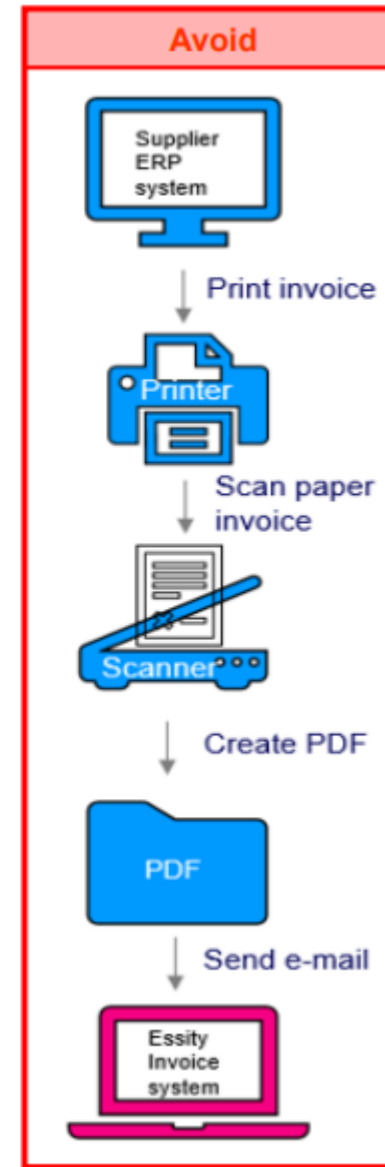 Avoid
Supplier
ERP
system
Print invoice
Printer
Scan paper
invoice
Scanner
Create PDF
PDF
Send e-mail
Essity
Invoice
system